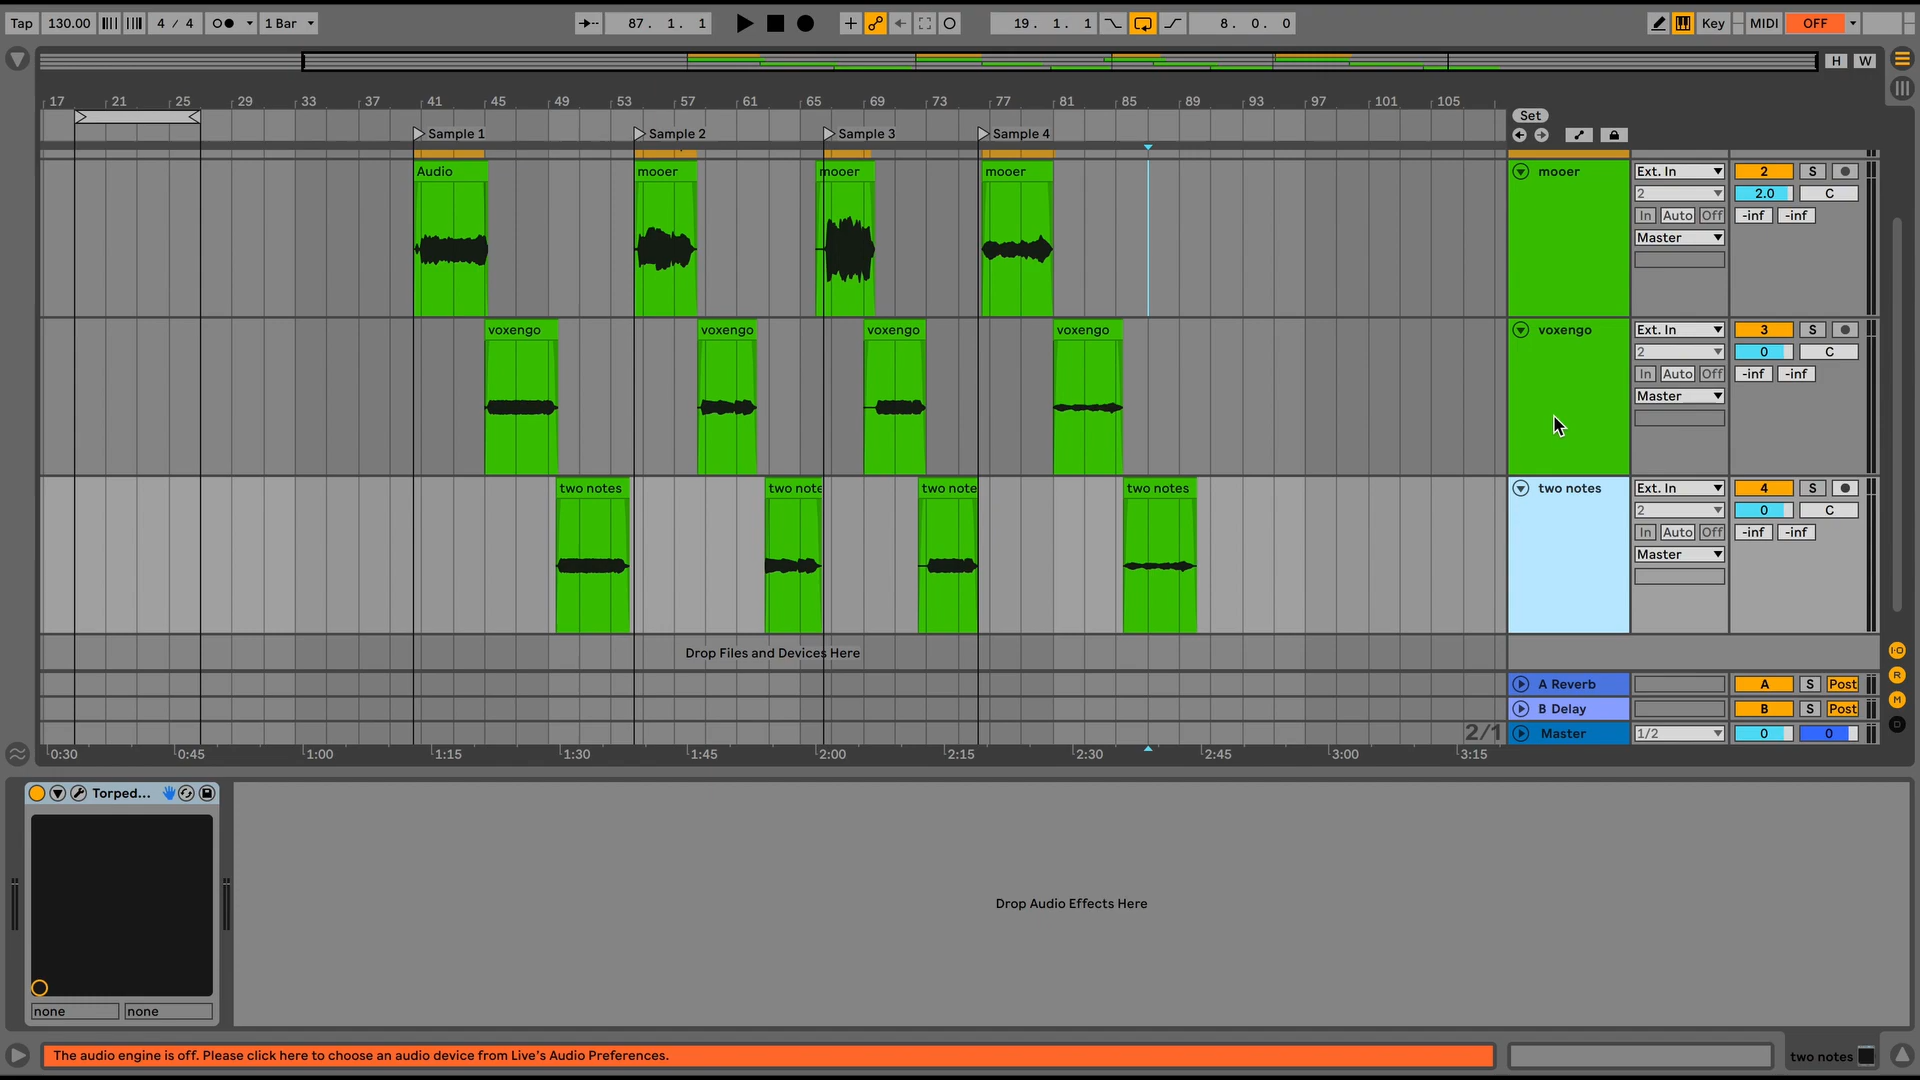 Tap 130.00 4 / 4 1 Bar 87. 1. 1 19. 1. 1 8. 0. 0 Key MIDI OFF
H W
17 21 25 29 33 37 41 45 49 53 57 61 65 69 73 77 81 85 89 93 97 101 105
Set
Sample 1 Sample 2 Sample 3 Sample 4
Audio mooer mooer mooer mooer Ext. In 2 S
2 2.0 C
In Auto Off -inf -inf
Master
voxengo voxengo voxengo voxengo voxengo Ext. In 3 S
2 0 C
In Auto Off -inf -inf
Master
two notes two note two note two notes two notes Ext. In 4 S
2 0 C
In Auto Off -inf -inf
Master
Drop Files and Devices Here
A Reverb A S Post
B Delay B S Post
2/1 Master 1/2 0 0
0:30 0:45 1:00 1:15 1:30 1:45 2:00 2:15 2:30 2:45 3:00 3:15
I·O
R
M
D
Torped...
Drop Audio Effects Here
none none
The audio engine is off. Please click here to choose an audio device from Live's Audio Preferences. two notes